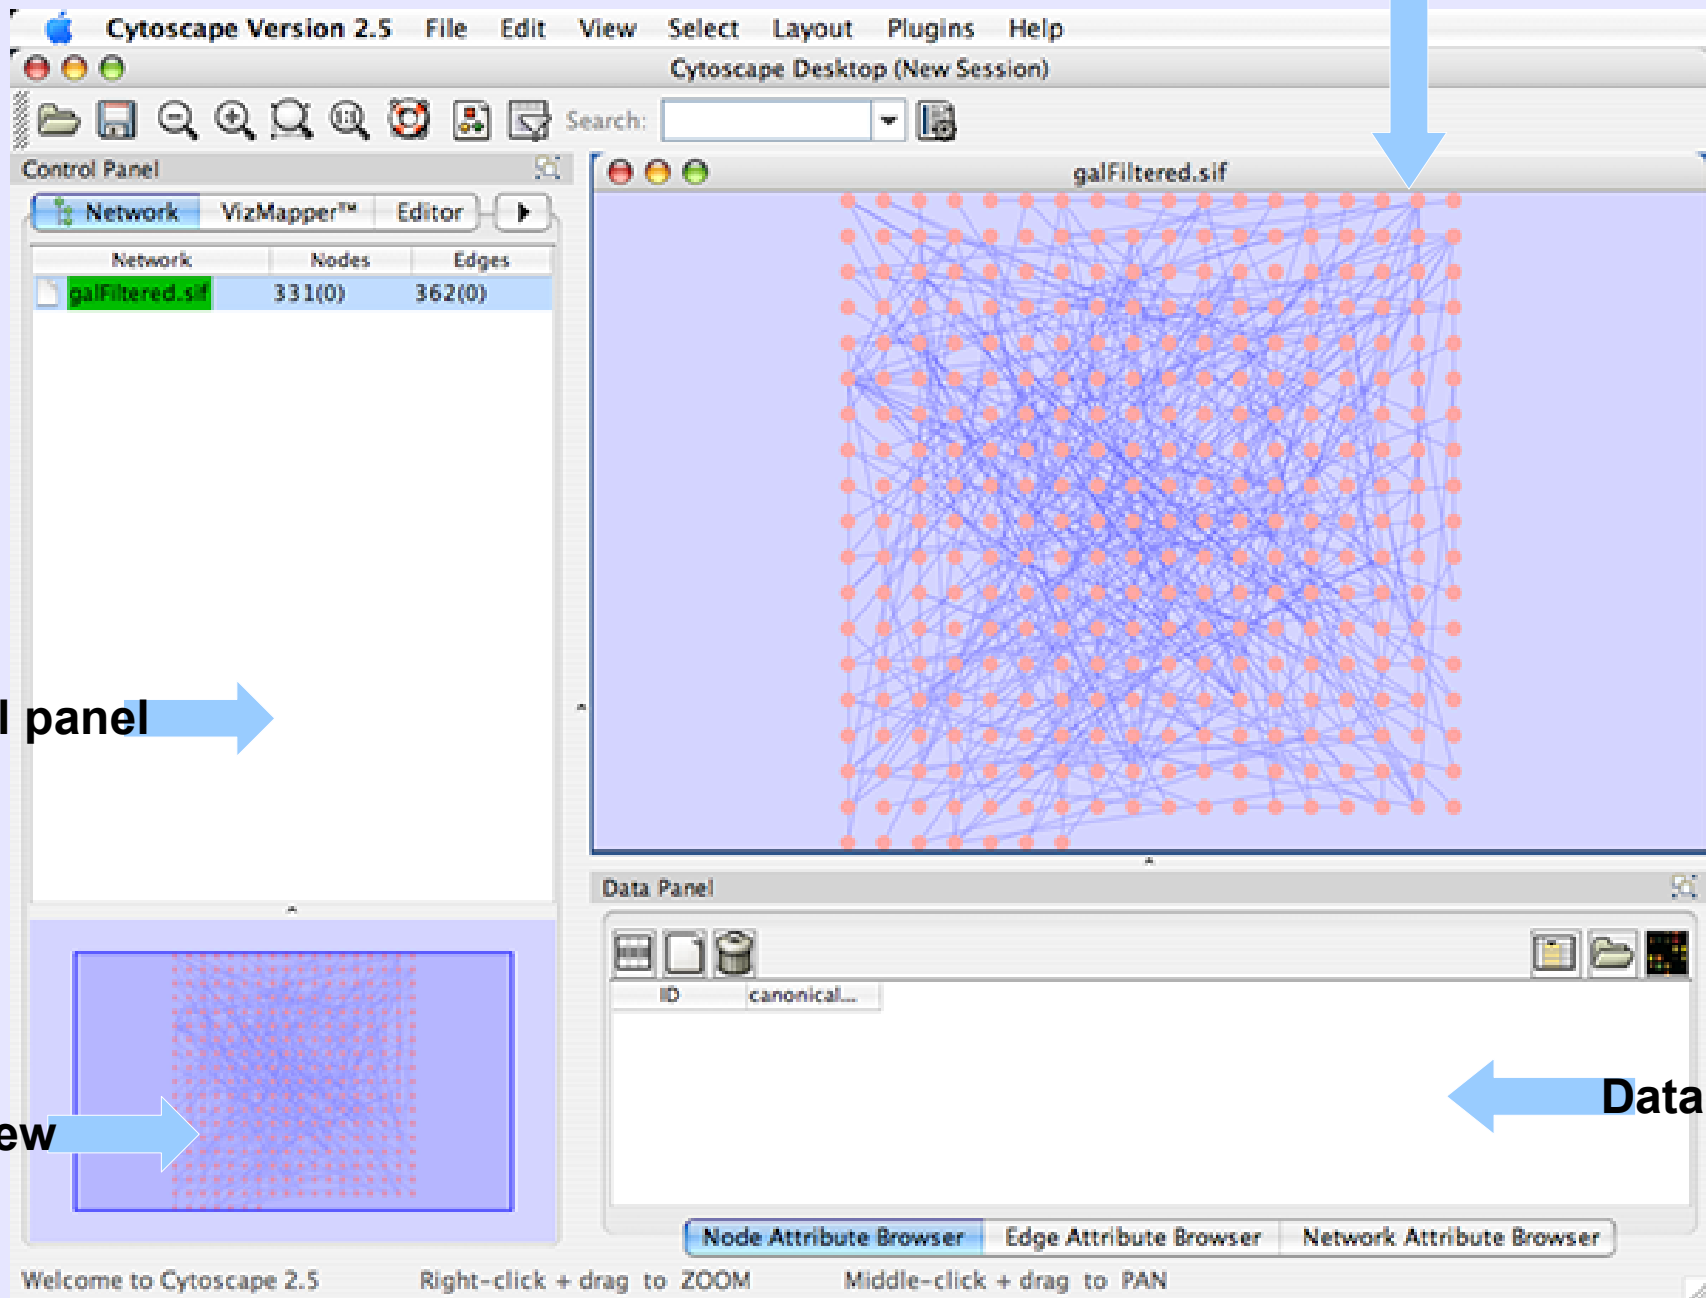 Cytoscape Version 2.5 File Edit View Select Layout Plugins Help
Cytoscape Desktop (New Session)
Search:
Control Panel
galFiltered.sif
Network VizMapper™ Editor
Network Nodes Edges
galFiltered.sif 331(0) 362(0)
l panel
Data Panel
ID canonical...
Data
ew
Node Attribute Browser Edge Attribute Browser Network Attribute Browser
Welcome to Cytoscape 2.5 Right-click + drag to ZOOM Middle-click + drag to PAN